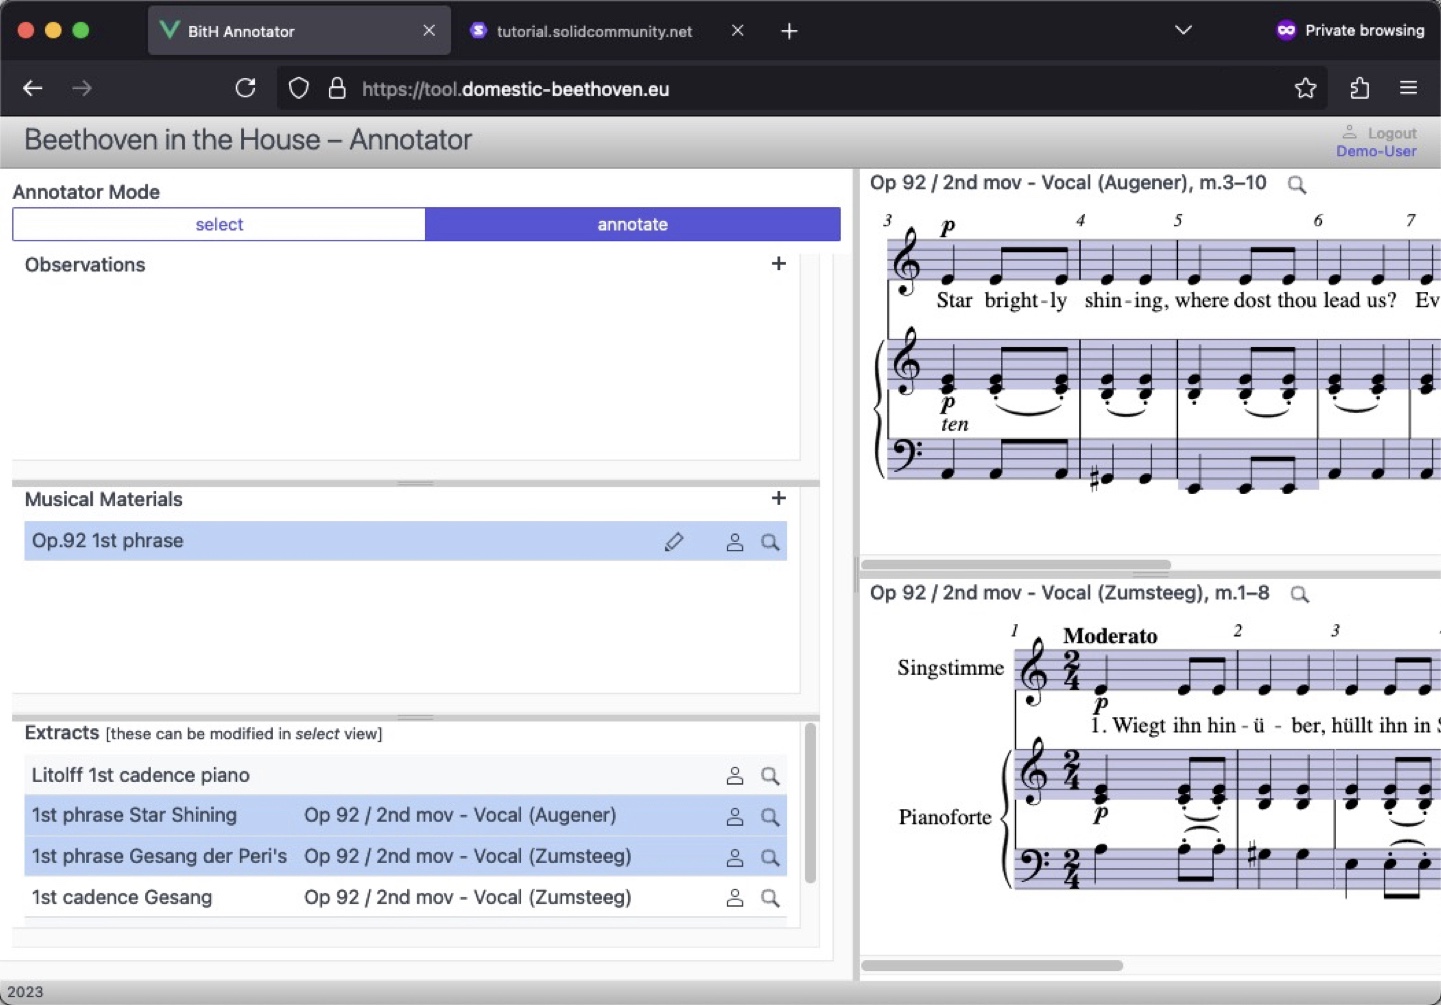 BitH Annotator
tutorial.solidcommunity.net
Private browsing
https://tool.domestic-beethoven.eu
Beethoven in the House – Annotator
Logout
Demo-User
Annotator Mode
select
annotate
Observations
Musical Materials
Op.92 1st phrase
Extracts [these can be modified in select view]
Litolff 1st cadence piano
1st phrase Star Shining Op 92 / 2nd mov - Vocal (Augener)
1st phrase Gesang der Peri's Op 92 / 2nd mov - Vocal (Zumsteeg)
1st cadence Gesang Op 92 / 2nd mov - Vocal (Zumsteeg)
Op 92 / 2nd mov - Vocal (Augener), m.3–10
3 4 5 6 7
p
Star bright-ly shin-ing, where dost thou lead us? Ev
p
ten
Op 92 / 2nd mov - Vocal (Zumsteeg), m.1–8
1 Moderato 2 3
Singstimme 2 4
p
1. Wiegt ihn hin - ü - ber, hüllt ihn in S
Pianoforte 2 4
p
2 4
2023